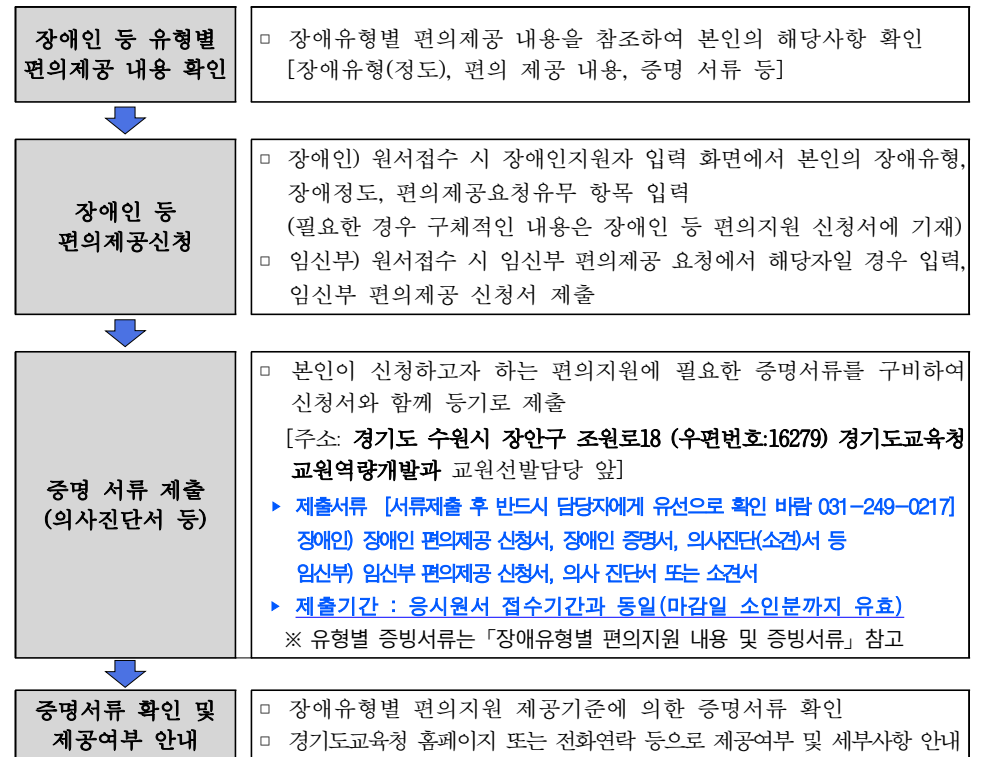 장애인 등 유형별
편의제공 내용 확인
□ 장애유형별 편의제공 내용을 참조하여 본인의 해당사항 확인
[장애유형(정도), 편의 제공 내용, 증명 서류 등]
장애인 등
편의제공신청
□ 장애인) 원서접수 시 장애인지원자 입력 화면에서 본인의 장애유형,
장애정도, 편의제공요청유무 항목 입력
(필요한 경우 구체적인 내용은 장애인 등 편의지원 신청서에 기재)
□ 임신부) 원서접수 시 임신부 편의제공 요청에서 해당자일 경우 입력,
임신부 편의제공 신청서 제출
증명 서류 제출
(의사진단서 등)
□ 본인이 신청하고자 하는 편의지원에 필요한 증명서류를 구비하여
신청서와 함께 등기로 제출
[주소: 경기도 수원시 장안구 조원로18 (우편번호:16279) 경기도교육청
교원역량개발과 교원선발담당 앞]
▶ 제출서류 [서류제출 후 반드시 담당자에게 유선으로 확인 바람 031-249-0217]
장애인) 장애인 편의제공 신청서, 장애인 증명서, 의사진단(소견)서 등
임신부) 임신부 편의제공 신청서, 의사 진단서 또는 소견서
▶ 제출기간 : 응시원서 접수기간과 동일(마감일 소인분까지 유효)
※ 유형별 증빙서류는「장애유형별 편의지원 내용 및 증빙서류」참고
증명서류 확인 및
제공여부 안내
□ 장애유형별 편의지원 제공기준에 의한 증명서류 확인
□ 경기도교육청 홈페이지 또는 전화연락 등으로 제공여부 및 세부사항 안내